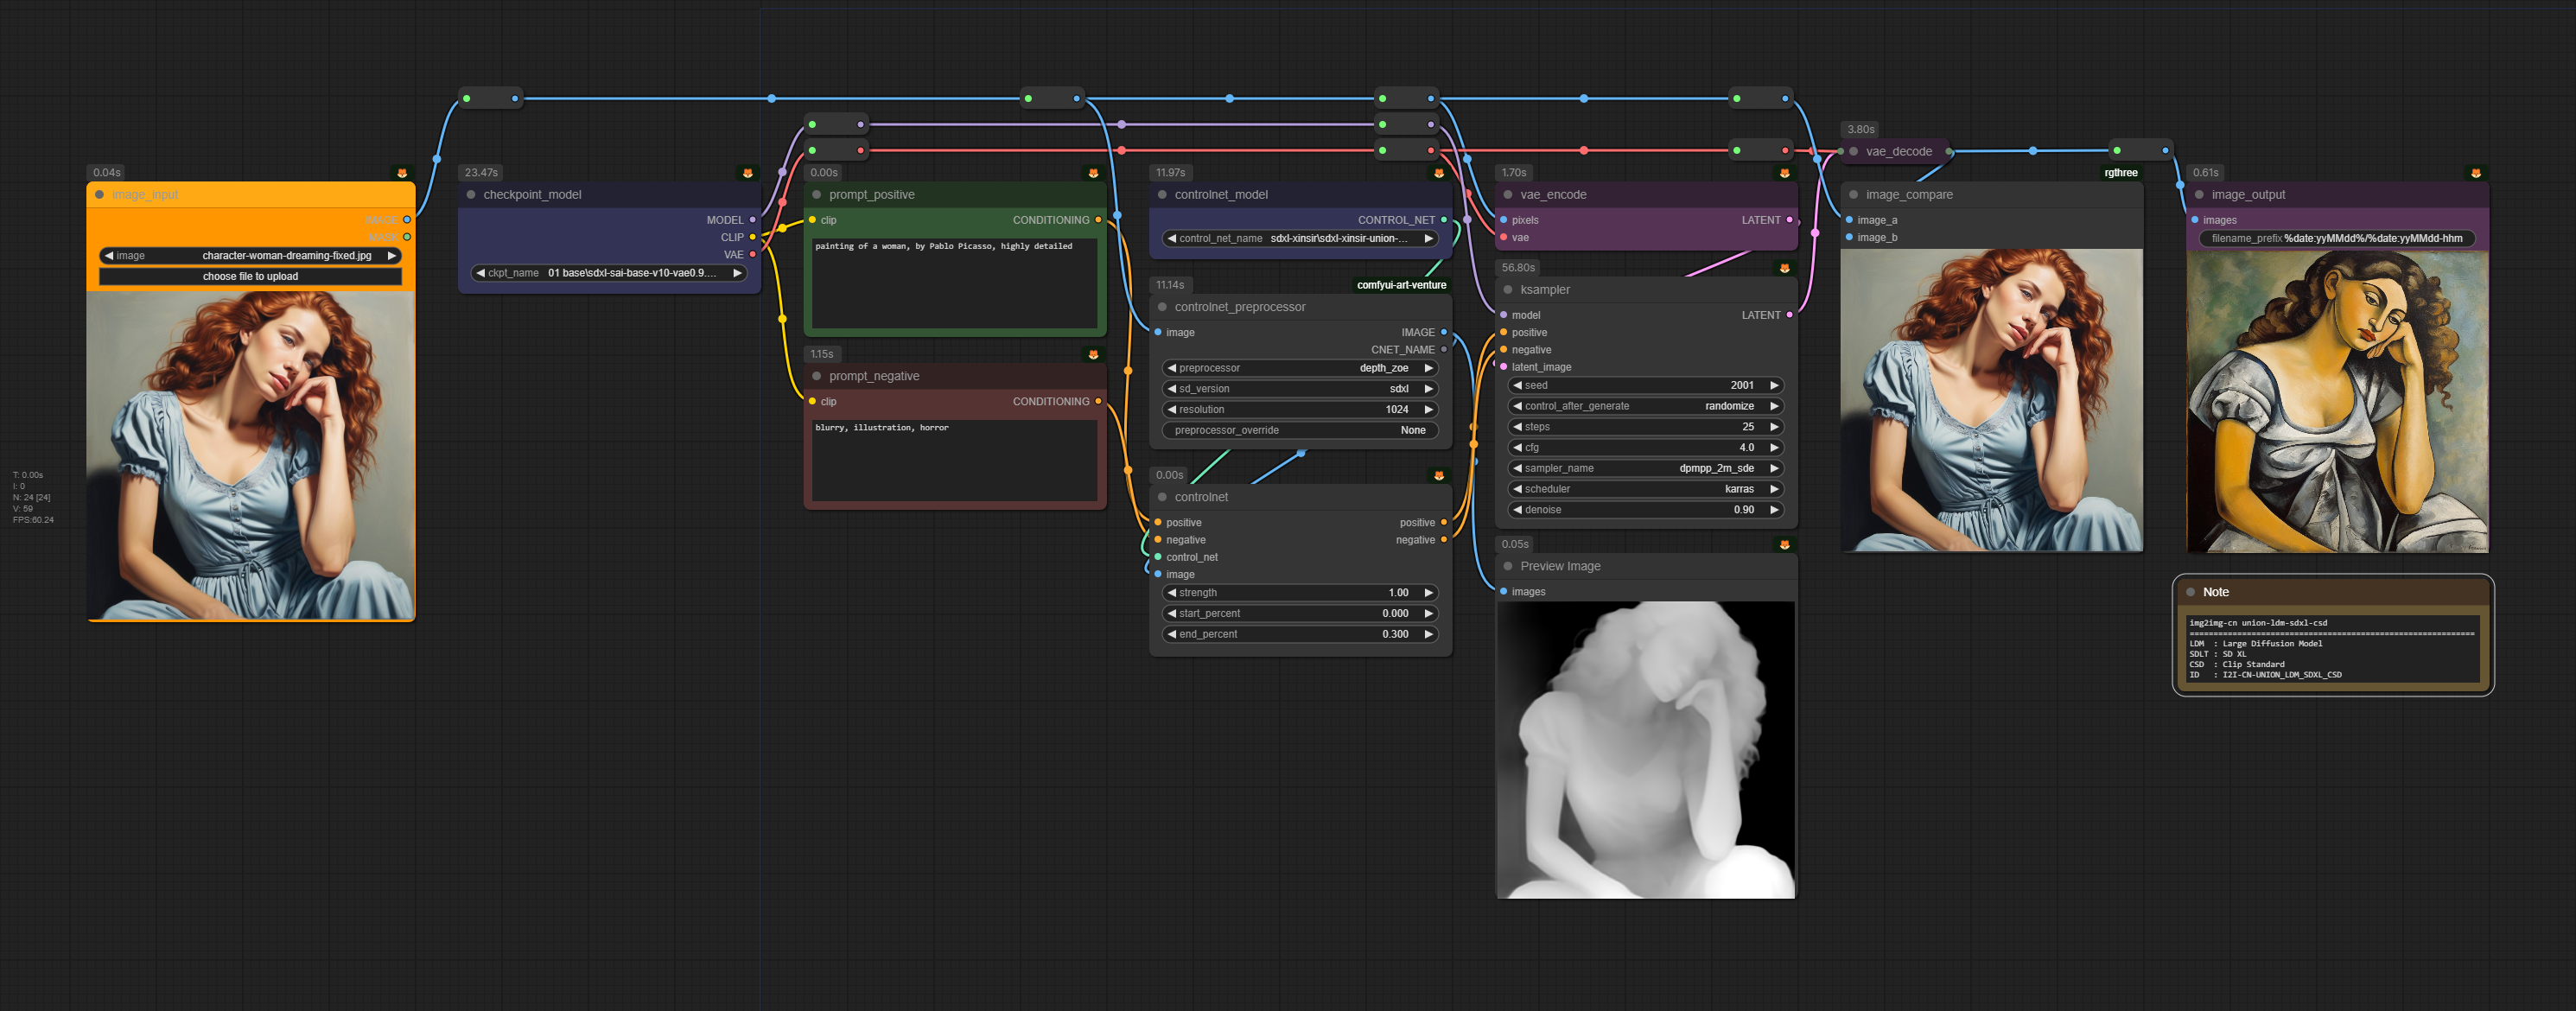 T: 0.00s
I: 0
N: 24 [24]
V: 59
FPS:60.24
0.04s
image_input
IMAGE
MASK
image character-woman-dreaming-fixed.jpg
choose file to upload
23.47s
checkpoint_model
MODEL
CLIP
VAE
ckpt_name 01 base\sdxl-sai-base-v10-vae0.9....
0.00s
prompt_positive
clip CONDITIONING
painting of a woman, by Pablo Picasso, highly detailed
1.15s
prompt_negative
clip CONDITIONING
blurry, illustration, horror
11.97s
controlnet_model
CONTROL_NET
control_net_name sdxl-xinsir\sdxl-xinsir-union-...
11.14s
comfyui-art-venture
controlnet_preprocessor
image IMAGE
CNET_NAME
preprocessor depth_zoe
sd_version sdxl
resolution 1024
preprocessor_override None
0.00s
controlnet
positive positive
negative negative
control_net
image
strength 1.00
start_percent 0.000
end_percent 0.300
1.70s
vae_encode
pixels LATENT
vae
56.80s
ksampler
model LATENT
positive
negative
latent_image
seed 2001
control_after_generate randomize
steps 25
cfg 4.0
sampler_name dpmpp_2m_sde
scheduler karras
denoise 0.90
0.05s
Preview Image
images
3.80s
vae_decode
rgthree
image_compare
image_a
image_b
0.61s
image_output
images
filename_prefix %date:yyMMdd%/%date:yyMMdd-hhm
Note
img2img-cn union-ldm-sdxl-csd
============================================================
LDM : Large Diffusion Model
SDLT : SD XL
CSD : Clip Standard
ID : I2I-CN-UNION_LDM_SDXL_CSD